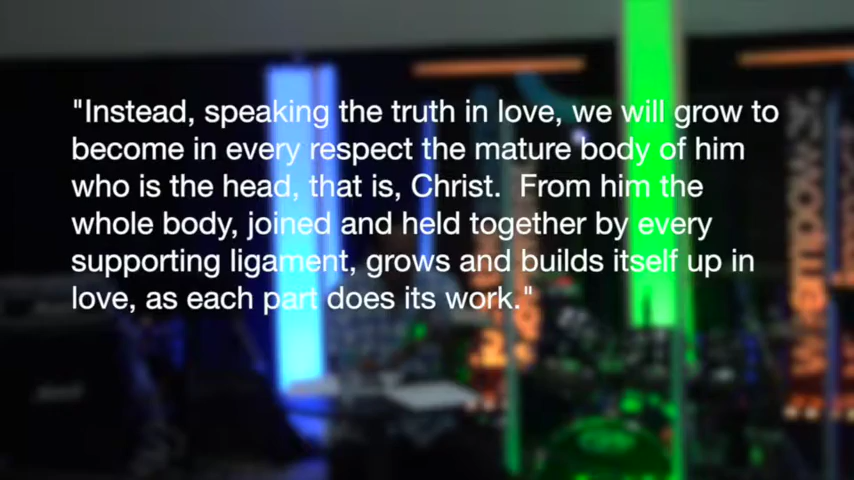 "Instead, speaking the truth in love, we will grow to
become in every respect the mature body of him
who is the head, that is, Christ.  From him the
whole body, joined and held together by every
supporting ligament, grows and builds itself up in
love, as each part does its work."